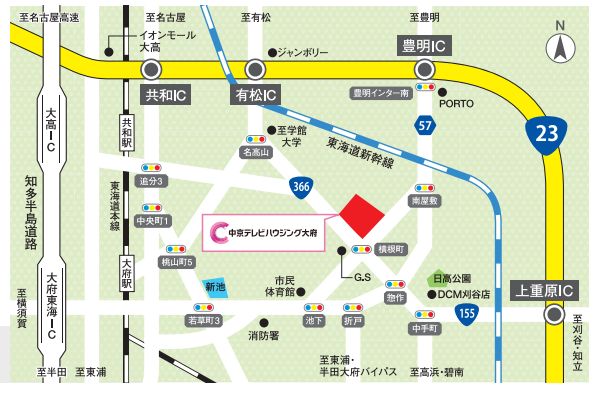 至名古屋高速
至名古屋
至有松
至豊明
N
イオンモール
大高
ジャンボリー
豊明IC
共和IC
有松IC
豊明インター南
PORTO
大高IC
共和駅
至学館
大学
57
23
名高山
東海道新幹線
追分3
366
知多半島道路
東海道本線
南屋敷
中央町1
中京テレビハウジング大府
横根町
桃山町5
G.S
大府駅
大府東海IC
新池
市民
体育館
惣作
日高公園
DCM刈谷店
上重原IC
至横須賀
若草町3
消防署
池下
折戸
中手町
155
至刈谷・知立
至半田
至東浦
至東浦・
半田大府バイパス
至高浜・碧南